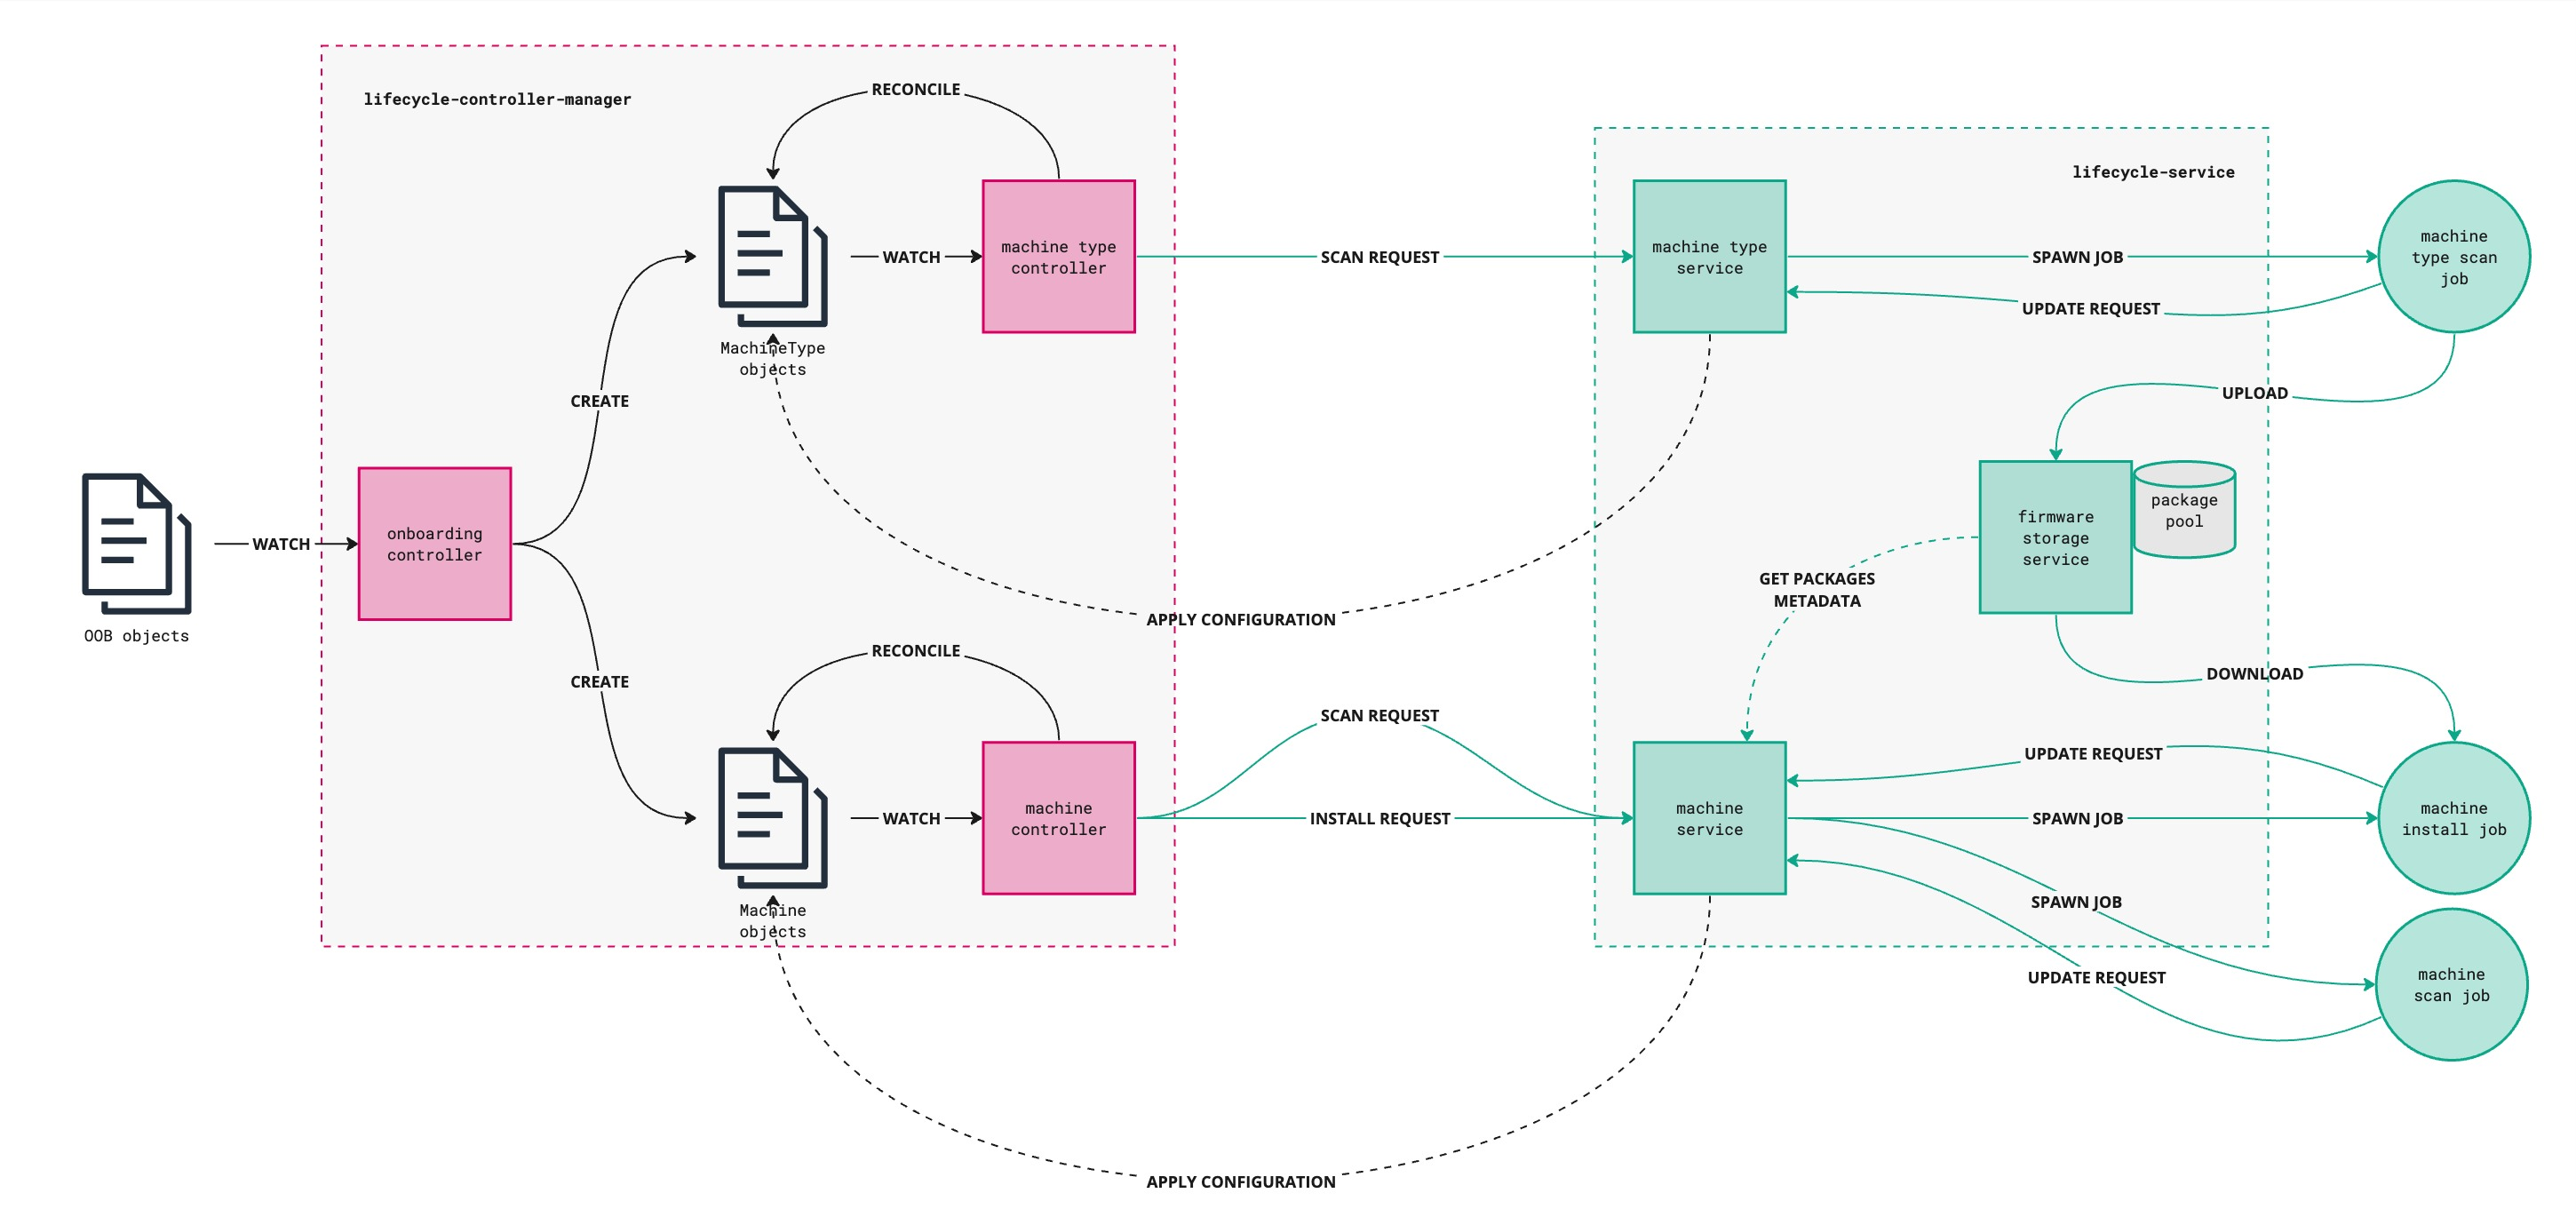 RECONCILE
lifecycle-controller-manager
lifecycle-service
machine type
controller
WATCH
SCAN REQUEST
machine type
service
SPAWN JOB
machine
type scan
job
UPDATE REQUEST
MachineType
objects
UPLOAD
CREATE
package
pool
firmware
storage
service
onboarding
controller
WATCH
OOB objects
GET PACKAGES
METADATA
APPLY CONFIGURATION
RECONCILE
DOWNLOAD
CREATE
SCAN REQUEST
UPDATE REQUEST
machine
controller
WATCH
INSTALL REQUEST
machine
service
SPAWN JOB
machine
install job
Machine
objects
SPAWN JOB
UPDATE REQUEST
machine
scan job
APPLY CONFIGURATION